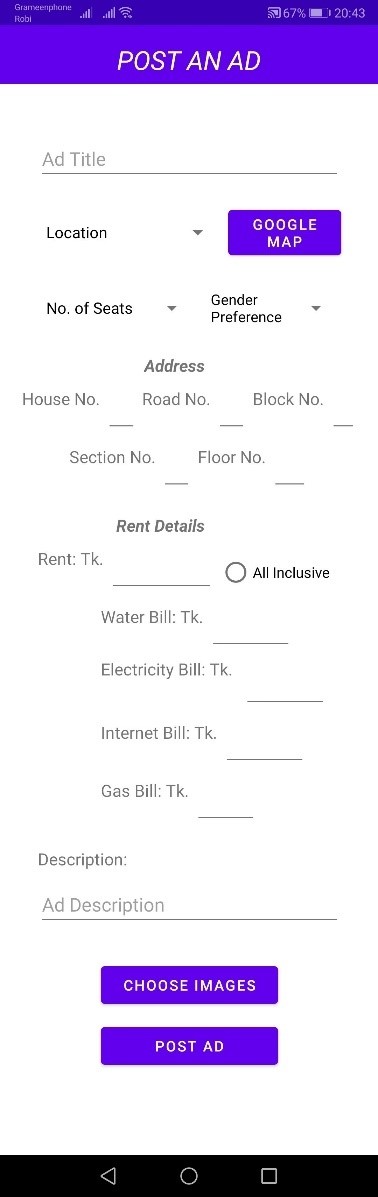 Grameenphone
Robi
67% 20:43
POST AN AD
Ad Title
Location
GOOGLE
MAP
No. of Seats
Gender
Preference
Address
House No. Road No. Block No.
Section No. Floor No.
Rent Details
Rent: Tk.
All Inclusive
Water Bill: Tk.
Electricity Bill: Tk.
Internet Bill: Tk.
Gas Bill: Tk.
Description:
Ad Description
CHOOSE IMAGES
POST AD